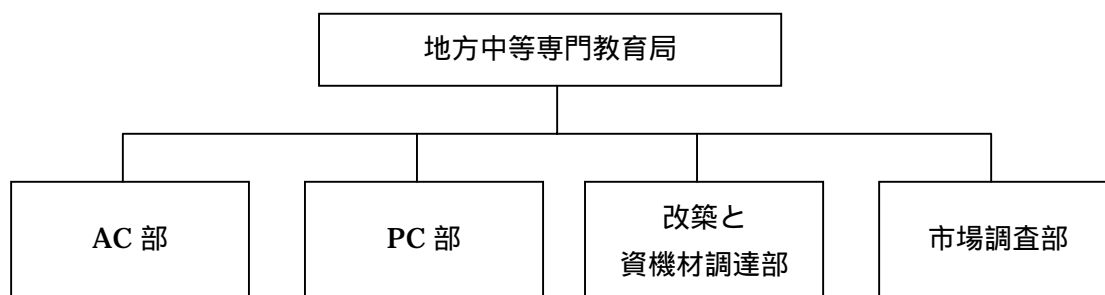 地方中等専門教育局
AC 部
PC 部
改築と
資機材調達部
市場調査部